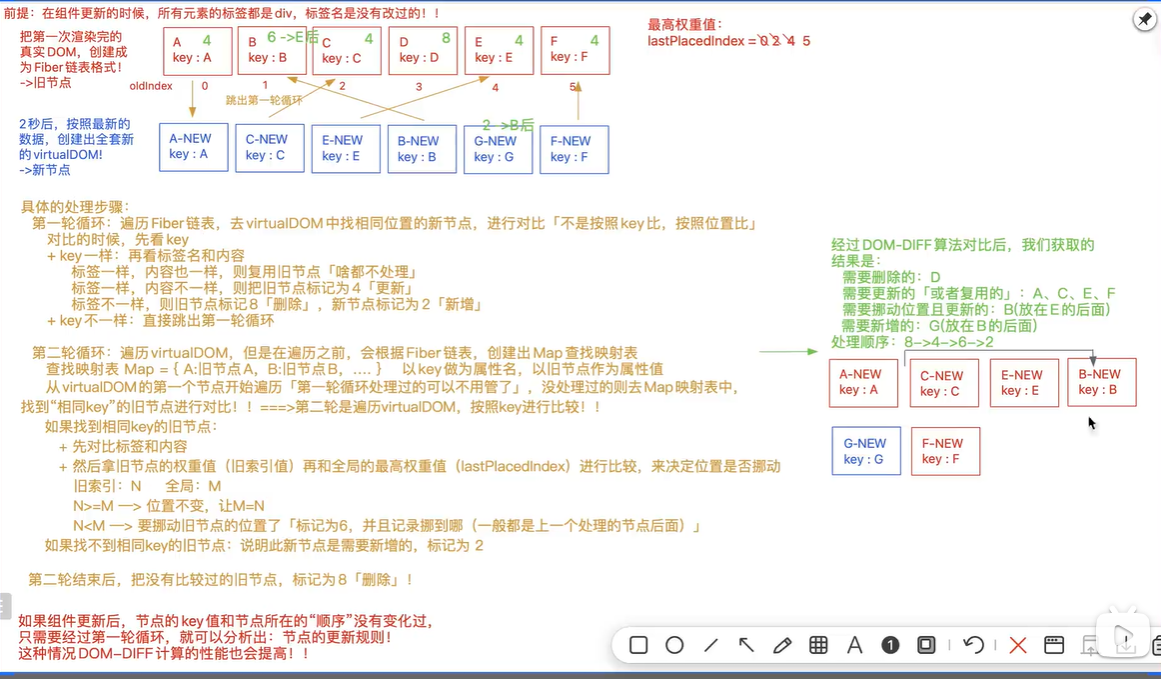 前提：在组件更新的时候，所有元素的标签都是div，标签名是没有改过的！！
把第一次渲染完的
真实DOM，创建成
为Fiber链表格式！
->旧节点
A 4
key：A
B 6 ->E后
key：B
C 4
key：C
D 8
key：D
E 4
key：E
F 4
key：F
最高权重值：
lastPlacedIndex = 0 2 4 5
oldIndex 0 1 2 3 4 5
跳出第一轮循环
2秒后，按照最新的
数据，创建出全套新
的virtualDOM!
->新节点
A-NEW
key：A
C-NEW
key：C
E-NEW
key：E
B-NEW
key：B
2 ->B后
G-NEW
key：G
F-NEW
key：F
具体的处理步骤：
第一轮循环：遍历Fiber链表，去virtualDOM中找相同位置的新节点，进行对比「不是按照key比，按照位置比」
对比的时候，先看key
+ key一样：再看标签名和内容
标签一样，内容也一样，则复用旧节点「啥都不处理」
标签一样，内容不一样，则把旧节点标记为4「更新」
标签不一样，则旧节点标记8「删除」，新节点标记为2「新增」
+ key不一样：直接跳出第一轮循环
第二轮循环：遍历virtualDOM，但是在遍历之前，会根据Fiber链表，创建出Map查找映射表
查找映射表 Map = { A:旧节点A，B:旧节点B，.... } 以key做为属性名，以旧节点作为属性值
从virtualDOM的第一个节点开始遍历「第一轮循环处理过的可以不用管了」，没处理过的则去Map映射表中，
找到“相同key”的旧节点进行对比！！===>第二轮是遍历virtualDOM，按照key进行比较！！
如果找到相同key的旧节点：
+ 先对比标签和内容
+ 然后拿旧节点的权重值（旧索引值）再和全局的最高权重值（lastPlacedIndex）进行比较，来决定位置是否挪动
旧索引：N 全局：M
N>=M —> 位置不变，让M=N
N<M —> 要挪动旧节点的位置了「标记为6，并且记录挪到哪（一般都是上一个处理的节点后面）」
如果找不到相同key的旧节点：说明此新节点是需要新增的，标记为 2
第二轮结束后，把没有比较过的旧节点，标记为8「删除」！
如果组件更新后，节点的key值和节点所在的“顺序”没有变化过，
只需要经过第一轮循环，就可以分析出：节点的更新规则！
这种情况DOM-DIFF计算的性能也会提高！！
经过DOM-DIFF算法对比后，我们获取的
结果是：
需要删除的：D
需要更新的「或者复用的」：A、C、E、F
需要挪动位置且更新的：B(放在E的后面)
需要新增的：G(放在B的后面)
处理顺序：8->4->6->2
A-NEW
key：A
C-NEW
key：C
E-NEW
key：E
B-NEW
key：B
G-NEW
key：G
F-NEW
key：F
A
1